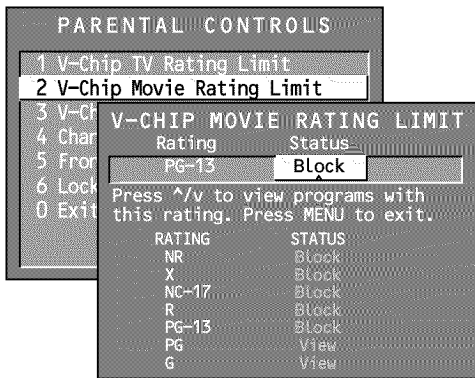 PARENTAL CONTROLS
1 V-Chip TV Rating Limit
2 V-Chip Movie Rating Limit
3 V-Ch
4 Chan
5 Fron
6 Lock
0 Exit
V-CHIP MOVIE RATING LIMIT
Rating Status
PG-13 Block
Press ^/v to view programs with
this rating. Press MENU to exit.
RATING STATUS
NR Block
X Block
NC-17 Block
R Block
PG-13 Block
PG View
G View